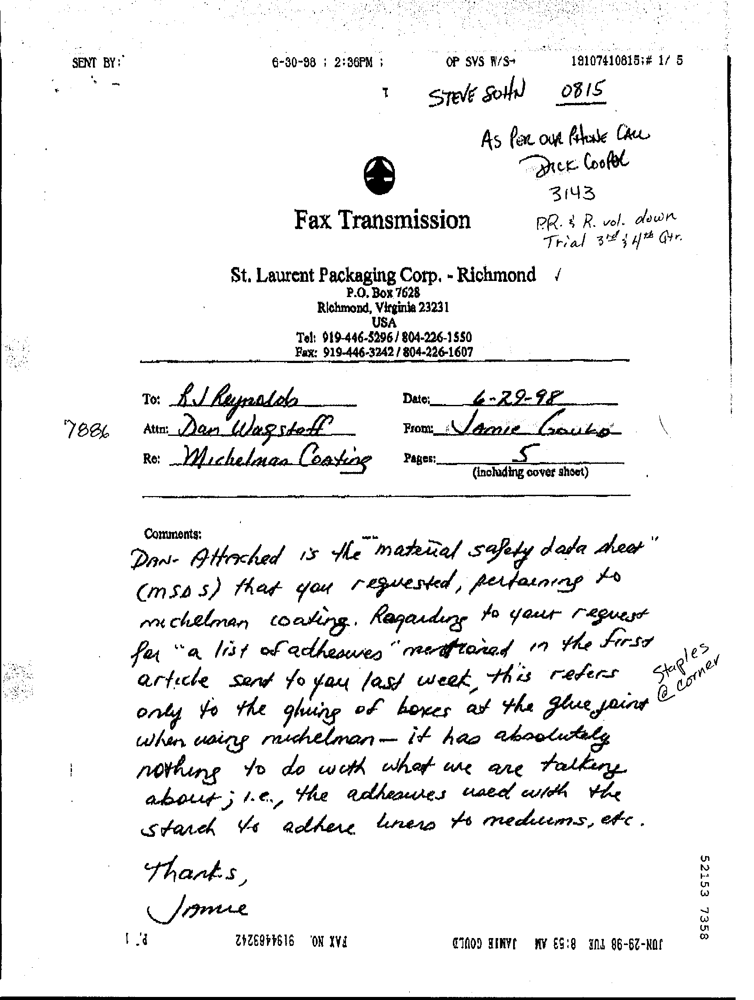 SENT BY: 6-30-98 ; 2:36PM ; OP SVS W/S→ 19107410815;# 1/ 5
STEVE SOHN 0815
AS PER OUR PHONE CALL
DICK COOPER
3143
P.R. & R. vol. down
Trial 3rd & 4th Qtr.
Fax Transmission
St. Laurent Packaging Corp. - Richmond ✓
P.O. Box 7628
Richmond, Virginia 23231
USA
Tel: 919-446-5296 / 804-226-1550
Fax: 919-446-3242 / 804-226-1607
To: RJ Reynolds Date: 6-29-98
7886 Attn: Dan Wagstaff From: Jamie Gould
Re: Michelman Coating Pages: 5
(including cover sheet)
Comments:
DAN- Attached is the "material safety data sheet"
(MSDS) that you requested, pertaining to
michelman coating. Regarding to your request
for "a list of adhesives" mentioned in the first
article sent to you last week, this refers
only to the gluing of boxes at the glue joint
Staples
@ corner
when using michelman - it has absolutely
nothing to do with what we are talking
about; i.e., the adhesives used with the
starch to adhere liners to mediums, etc.
Thanks,
Jamie
52153 7358
JUN-29-98 TUE 8:53 AM JAMIE GOULD FAX NO. 9194463242 P. 1